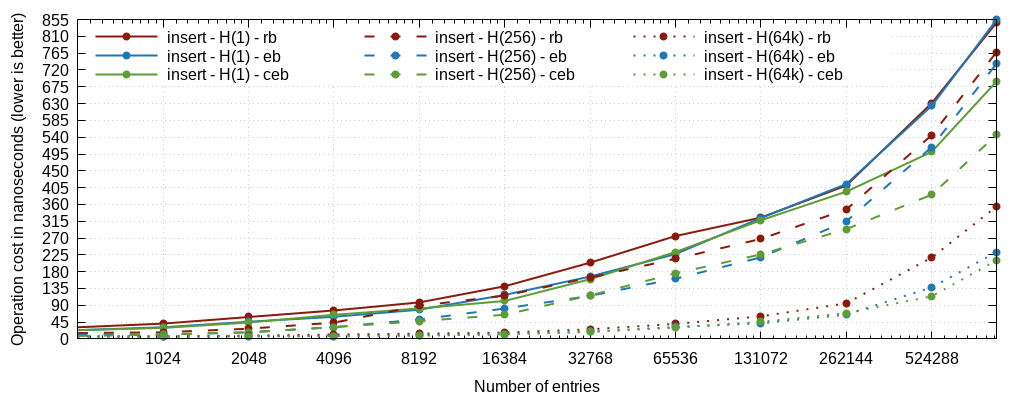 Operation cost in nanoseconds (lower is better)
855
810
765
720
675
630
585
540
495
450
405
360
315
270
225
180
135
90
45
0
insert - H(1) - rb
insert - H(256) - rb
insert - H(64k) - rb
insert - H(1) - eb
insert - H(256) - eb
insert - H(64k) - eb
insert - H(1) - ceb
insert - H(256) - ceb
insert - H(64k) - ceb
1024 2048 4096 8192 16384 32768 65536 131072 262144 524288
Number of entries